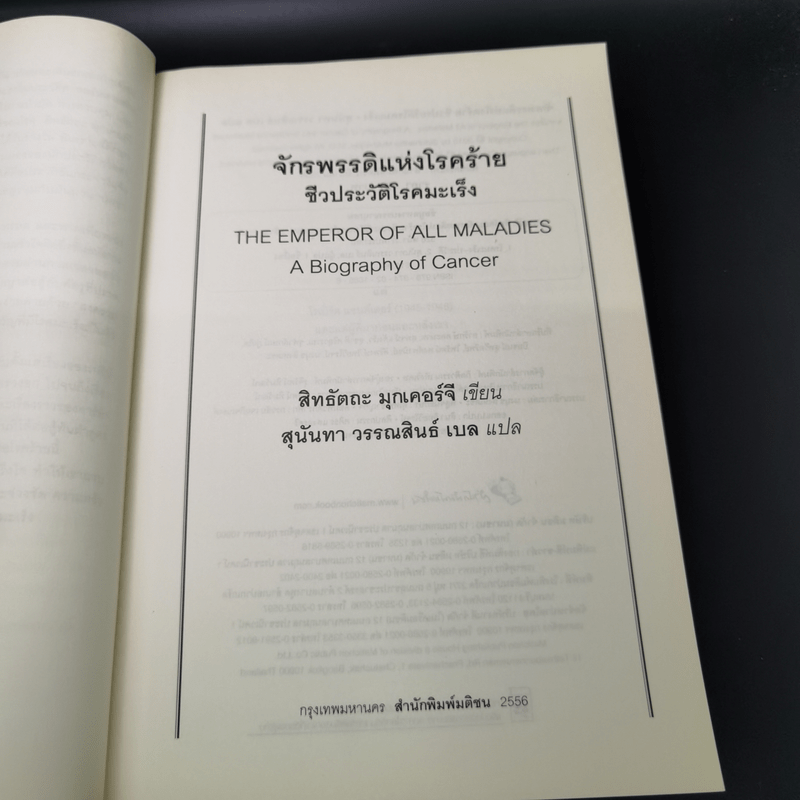 จักรพรรดิแห่งโรคร้าย
ชีวประวัติโรคมะเร็ง
THE EMPEROR OF ALL MALADIES
A Biography of Cancer
สิทธัตถะ มุกเคอร์จี เขียน
สุนันทา วรรณสินธ์ เบล แปล
กรุงเทพมหานคร สำนักพิมพ์มติชน 2556